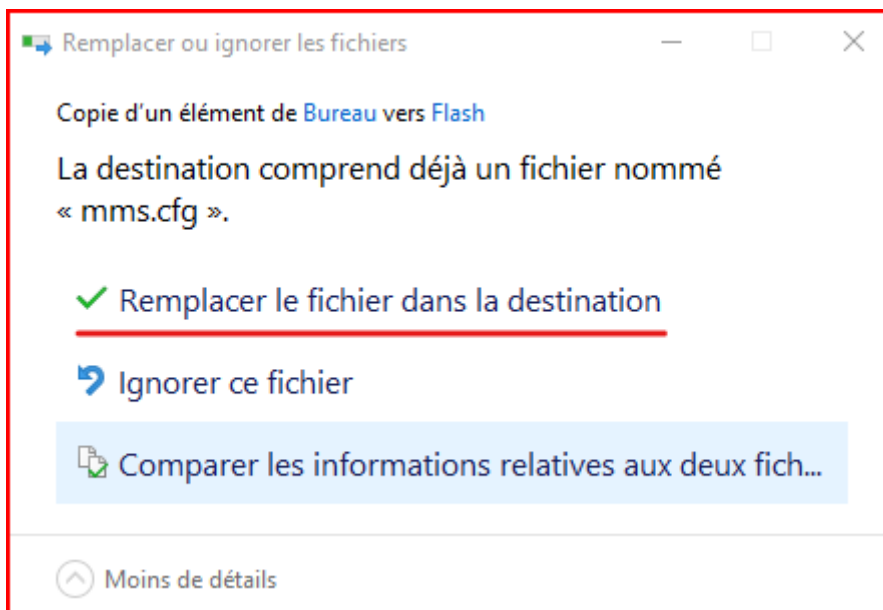 Remplacer ou ignorer les fichiers
Copie d’un élément de Bureau vers Flash
La destination comprend déjà un fichier nommé
« mms.cfg ».
Remplacer le fichier dans la destination
Ignorer ce fichier
Comparer les informations relatives aux deux fich...
Moins de détails